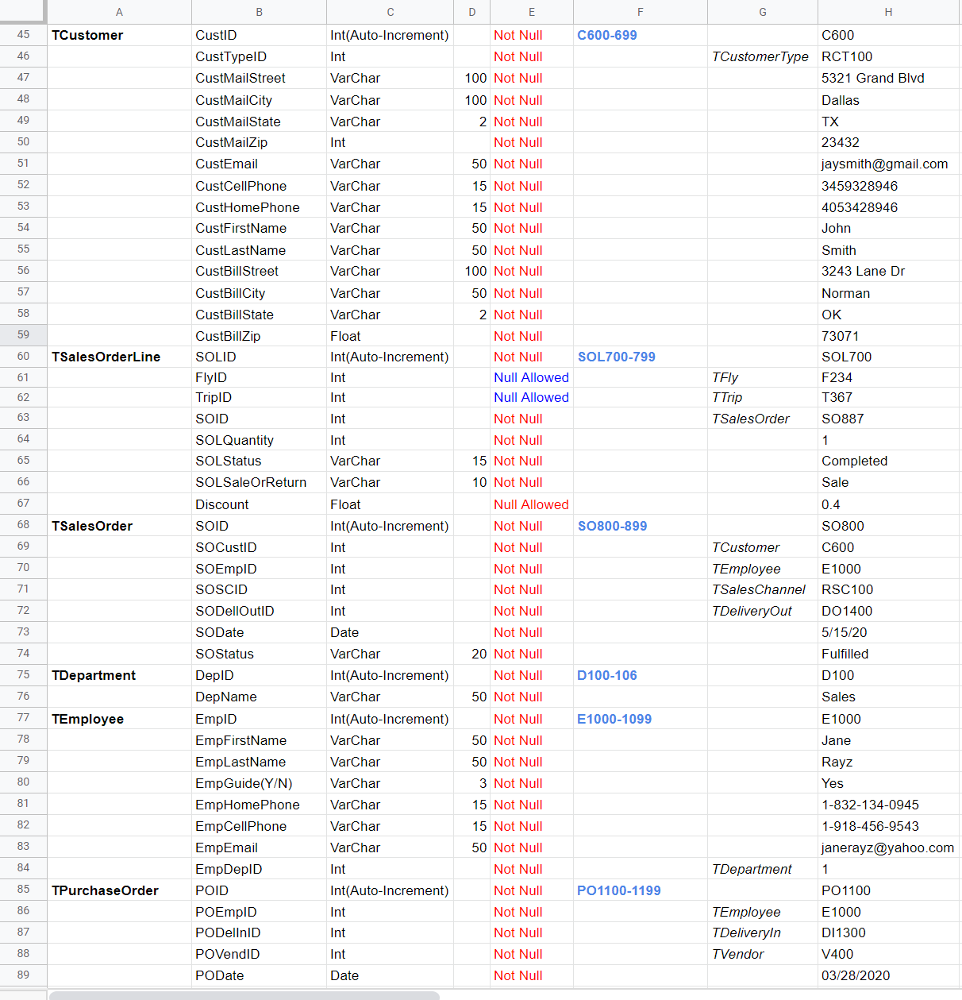 A B C D E F G H
45 TCustomer CustID Int(Auto-Increment) Not Null C600-699 C600
46 CustTypeID Int Not Null TCustomerType RCT100
47 CustMailStreet VarChar 100 Not Null 5321 Grand Blvd
48 CustMailCity VarChar 100 Not Null Dallas
49 CustMailState VarChar 2 Not Null TX
50 CustMailZip Int Not Null 23432
51 CustEmail VarChar 50 Not Null jaysmith@gmail.com
52 CustCellPhone VarChar 15 Not Null 3459328946
53 CustHomePhone VarChar 15 Not Null 4053428946
54 CustFirstName VarChar 50 Not Null John
55 CustLastName VarChar 50 Not Null Smith
56 CustBillStreet VarChar 100 Not Null 3243 Lane Dr
57 CustBillCity VarChar 50 Not Null Norman
58 CustBillState VarChar 2 Not Null OK
59 CustBillZip Float Not Null 73071
60 TSalesOrderLine SOLID Int(Auto-Increment) Not Null SOL700-799 SOL700
61 FlyID Int Null Allowed TFly F234
62 TripID Int Null Allowed TTrip T367
63 SOID Int Not Null TSalesOrder SO887
64 SOLQuantity Int Not Null 1
65 SOLStatus VarChar 15 Not Null Completed
66 SOLSaleOrReturn VarChar 10 Not Null Sale
67 Discount Float Null Allowed 0.4
68 TSalesOrder SOID Int(Auto-Increment) Not Null SO800-899 SO800
69 SOCustID Int Not Null TCustomer C600
70 SOEmpID Int Not Null TEmployee E1000
71 SOSCID Int Not Null TSalesChannel RSC100
72 SODellOutID Int Not Null TDeliveryOut DO1400
73 SODate Date Not Null 5/15/20
74 SOStatus VarChar 20 Not Null Fulfilled
75 TDepartment DepID Int(Auto-Increment) Not Null D100-106 D100
76 DepName VarChar 50 Not Null Sales
77 TEmployee EmpID Int(Auto-Increment) Not Null E1000-1099 E1000
78 EmpFirstName VarChar 50 Not Null Jane
79 EmpLastName VarChar 50 Not Null Rayz
80 EmpGuide(Y/N) VarChar 3 Not Null Yes
81 EmpHomePhone VarChar 15 Not Null 1-832-134-0945
82 EmpCellPhone VarChar 15 Not Null 1-918-456-9543
83 EmpEmail VarChar 50 Not Null janerayz@yahoo.com
84 EmpDepID Int Not Null TDepartment 1
85 TPurchaseOrder POID Int(Auto-Increment) Not Null PO1100-1199 PO1100
86 POEmpID Int Not Null TEmployee E1000
87 PODelInID Int Not Null TDeliveryIn DI1300
88 POVendID Int Not Null TVendor V400
89 PODate Date Not Null 03/28/2020